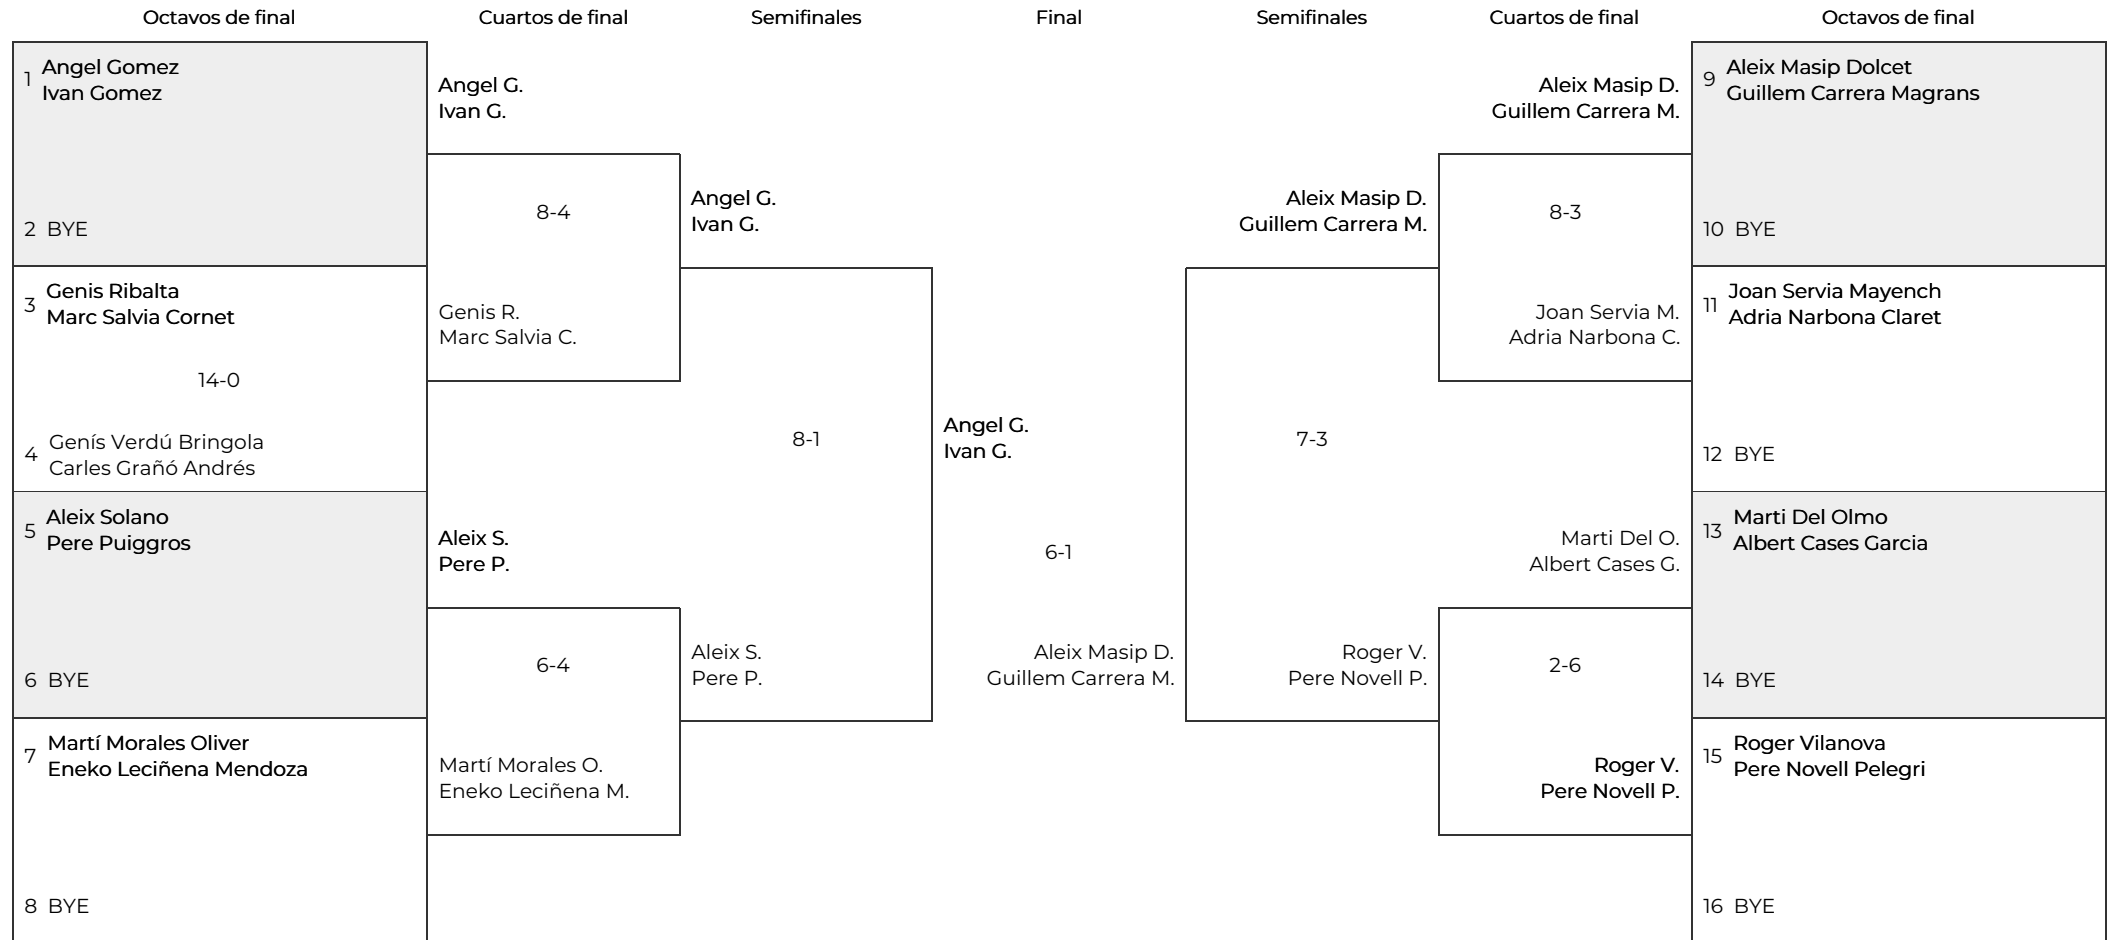 Octavos de final
Cuartos de final
Semifinales
Final
Semifinales
Cuartos de final
Octavos de final
1
Angel Gomez
Ivan Gomez
2 BYE
3
Genis Ribalta
Marc Salvia Cornet
14-0
4
Genís Verdú Bringola
Carles Grañó Andrés
5
Aleix Solano
Pere Puiggros
6 BYE
7
Martí Morales Oliver
Eneko Leciñena Mendoza
8 BYE
Angel G.
Ivan G.
8-4
Genis R.
Marc Salvia C.
Aleix S.
Pere P.
6-4
Martí Morales O.
Eneko Leciñena M.
Angel G.
Ivan G.
8-1
Aleix S.
Pere P.
Angel G.
Ivan G.
6-1
Aleix Masip D.
Guillem Carrera M.
Aleix Masip D.
Guillem Carrera M.
7-3
Roger V.
Pere Novell P.
Aleix Masip D.
Guillem Carrera M.
8-3
Joan Servia M.
Adria Narbona C.
Marti Del O.
Albert Cases G.
2-6
Roger V.
Pere Novell P.
9
Aleix Masip Dolcet
Guillem Carrera Magrans
10 BYE
11
Joan Servia Mayench
Adria Narbona Claret
12 BYE
13
Marti Del Olmo
Albert Cases Garcia
14 BYE
15
Roger Vilanova
Pere Novell Pelegri
16 BYE